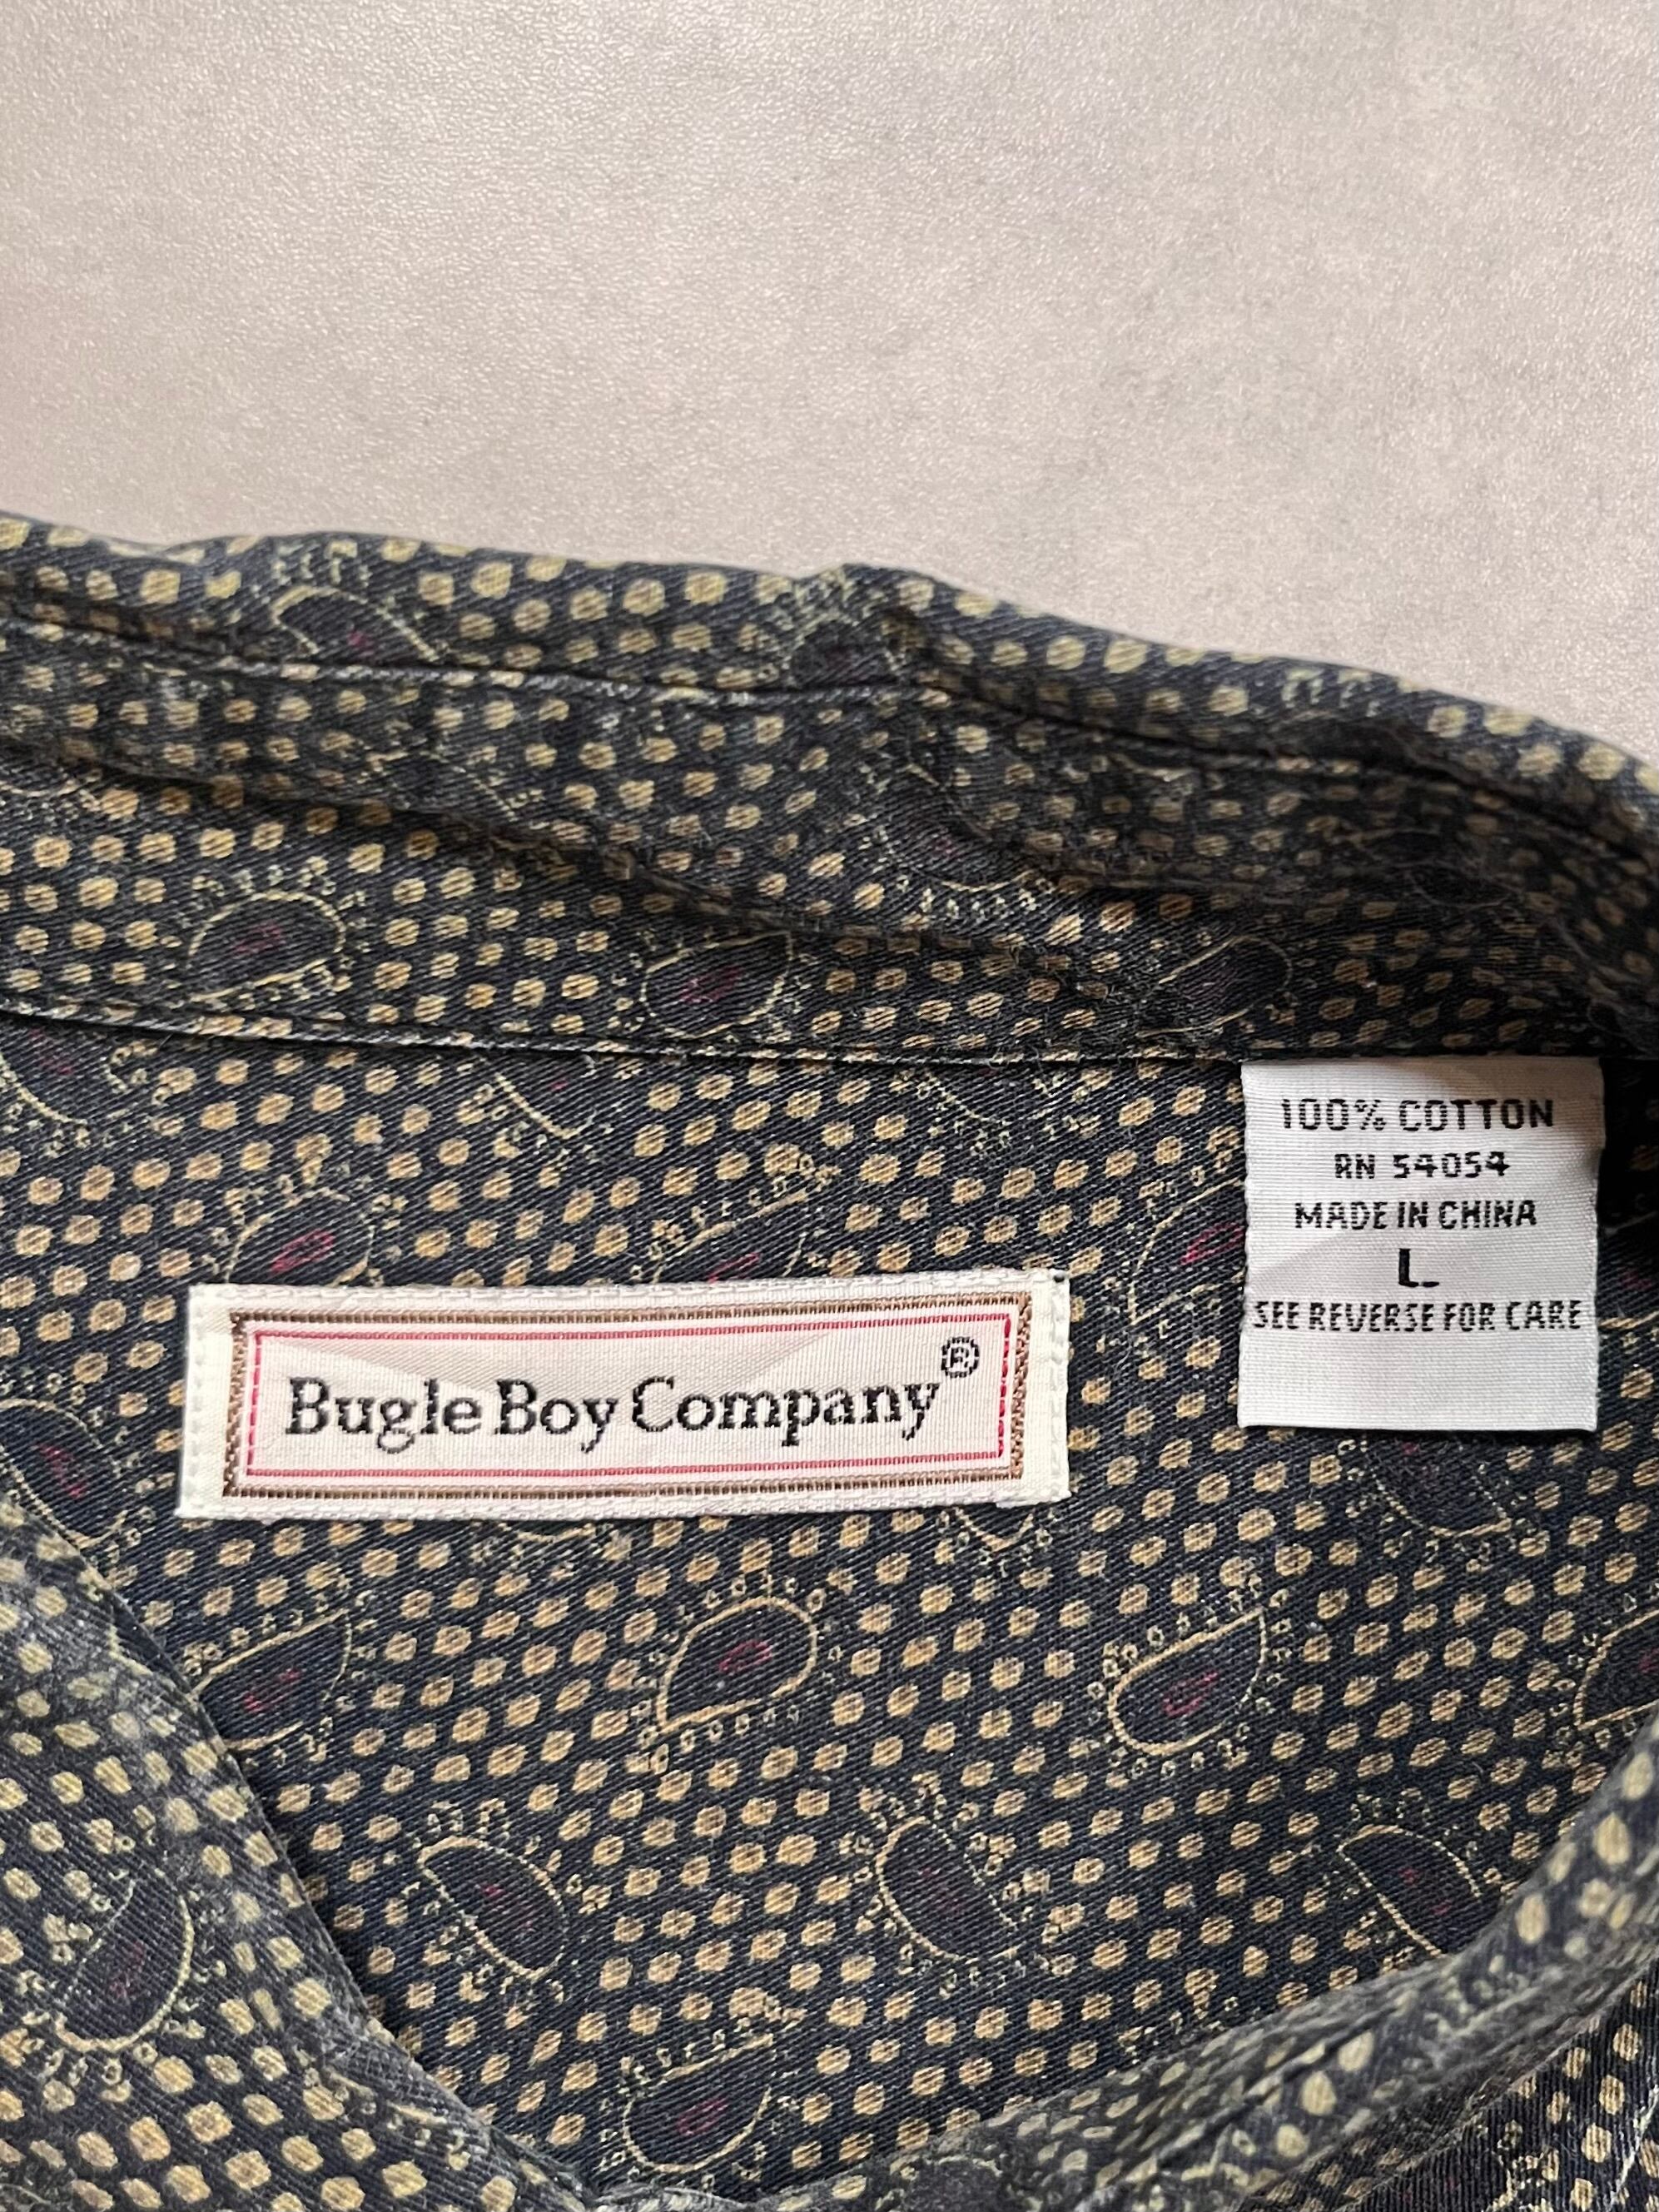 100% COTTON
RN 54054
MADE IN CHINA
L
SEE REVERSE FOR CARE
Bugle Boy Company®